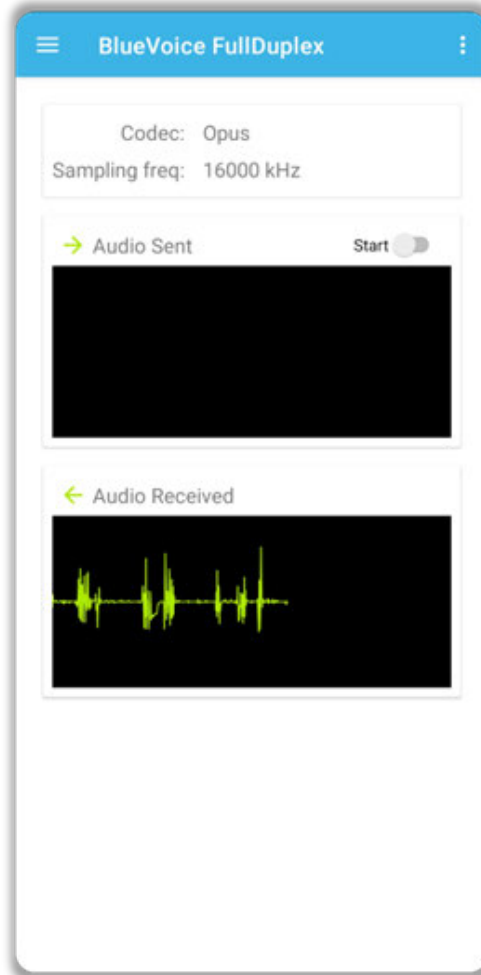 BlueVoice FullDuplex
Codec: Opus
Sampling freq: 16000 kHz
Audio Sent Start
Audio Received